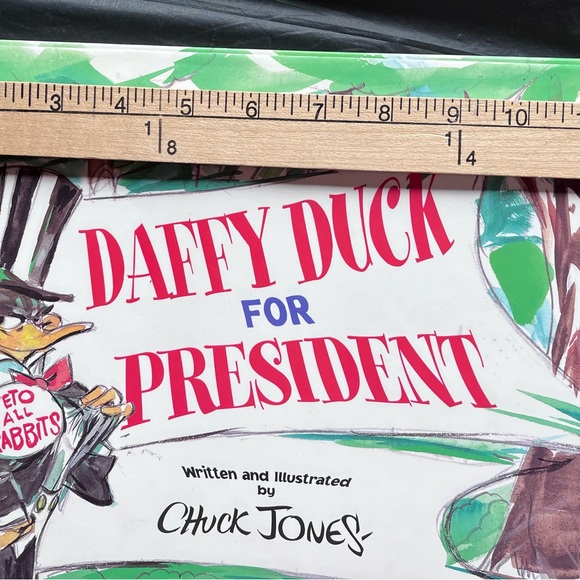 3 4 5 6 7 8 9 10
1 8 1 4
DAFFY DUCK
FOR
PRESIDENT
ETO
ALL
ABBITS
Written and Illustrated
by
CHUCK JONES